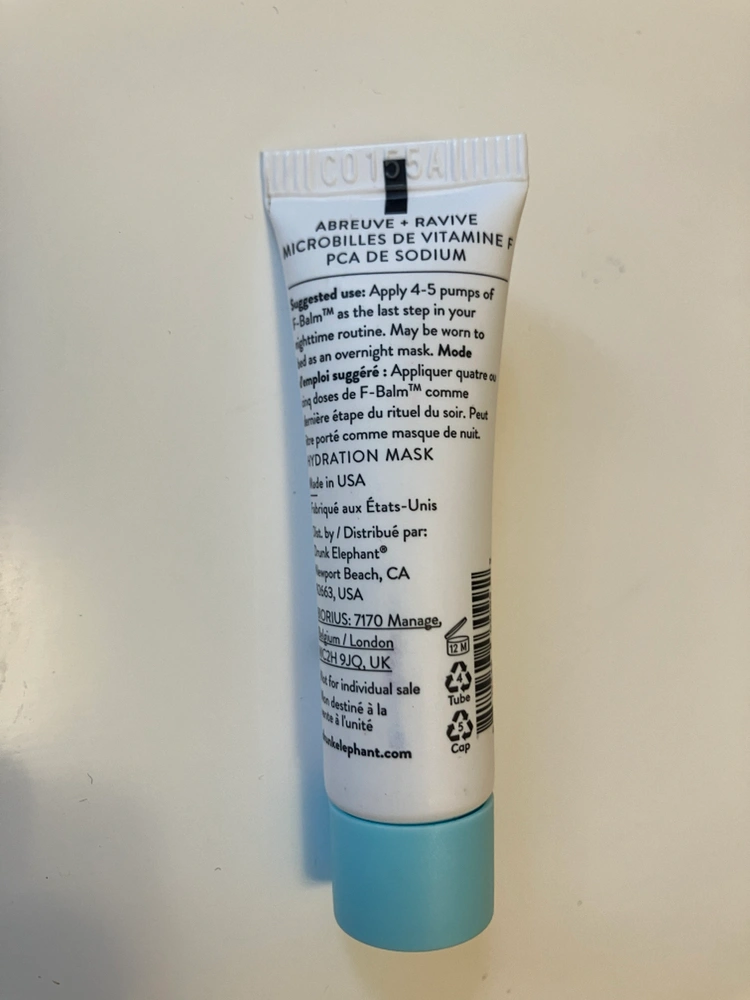 C0155A
ABREUVE + RAVIVE
MICROBILLES DE VITAMINE F
PCA DE SODIUM
Suggested use: Apply 4-5 pumps of
F-Balm™ as the last step in your
nighttime routine. May be worn to
bed as an overnight mask. Mode
d'emploi suggéré : Appliquer quatre ou
cinq doses de F-Balm™ comme
dernière étape du rituel du soir. Peut
être porté comme masque de nuit.
HYDRATION MASK
Made in USA
Fabriqué aux États-Unis
Dist. by / Distribué par:
Drunk Elephant®
Newport Beach, CA
USA
7170 Manage,
Belgium / London
WC2H 9JQ, UK
Not for individual sale
Non destiné à la
vente à l'unité
drunkelephant.com
12 M
4
Tube
5
Cap